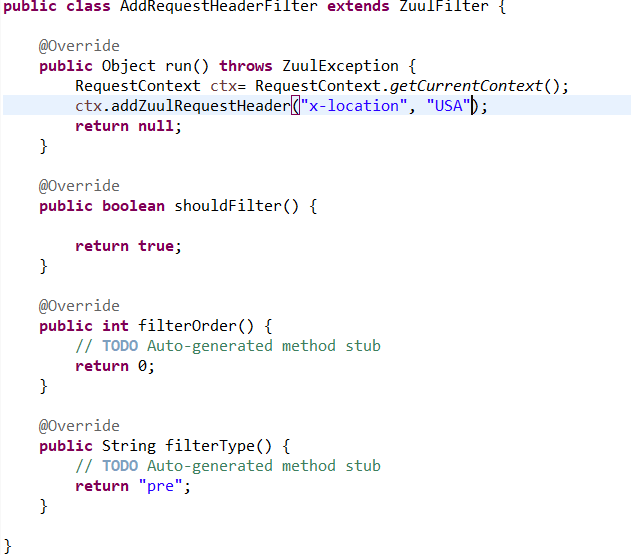 public class AddRequestHeaderFilter extends ZuulFilter {
@Override
public Object run() throws ZuulException {
RequestContext ctx= RequestContext.getCurrentContext();
ctx.addZuulRequestHeader("x-location", "USA");
return null;
}
@Override
public boolean shouldFilter() {
return true;
}
@Override
public int filterOrder() {
// TODO Auto-generated method stub
return 0;
}
@Override
public String filterType() {
// TODO Auto-generated method stub
return "pre";
}
}